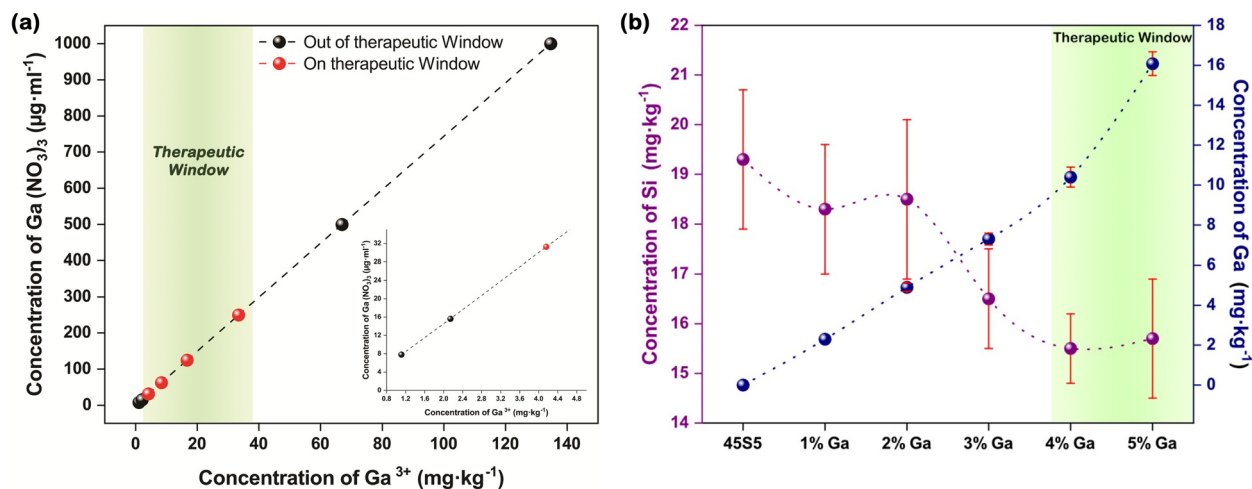 (a)
Concentration of Ga (NO₃)₃ (µg·ml⁻¹)
1000
900
800
700
600
500
400
300
200
100
0
Out of therapeutic Window
On therapeutic Window
Therapeutic
Window
Concentration of Ga (NO₃)₃ (µg·ml⁻¹)
32
28
24
20
16
12
8
4
0
0.8 1.2 1.6 2.0 2.4 2.8 3.2 3.6 4.0 4.4 4.8
Concentration of Ga ³⁺ (mg·kg⁻¹)
0 20 40 60 80 100 120 140
Concentration of Ga ³⁺ (mg·kg⁻¹)
(b)
Concentration of Si (mg·kg⁻¹)
22
21
20
19
18
17
16
15
14
Therapeutic Window
18
16
14
12
10
8
6
4
2
0
Concentration of Ga (mg·kg⁻¹)
45S5 1% Ga 2% Ga 3% Ga 4% Ga 5% Ga